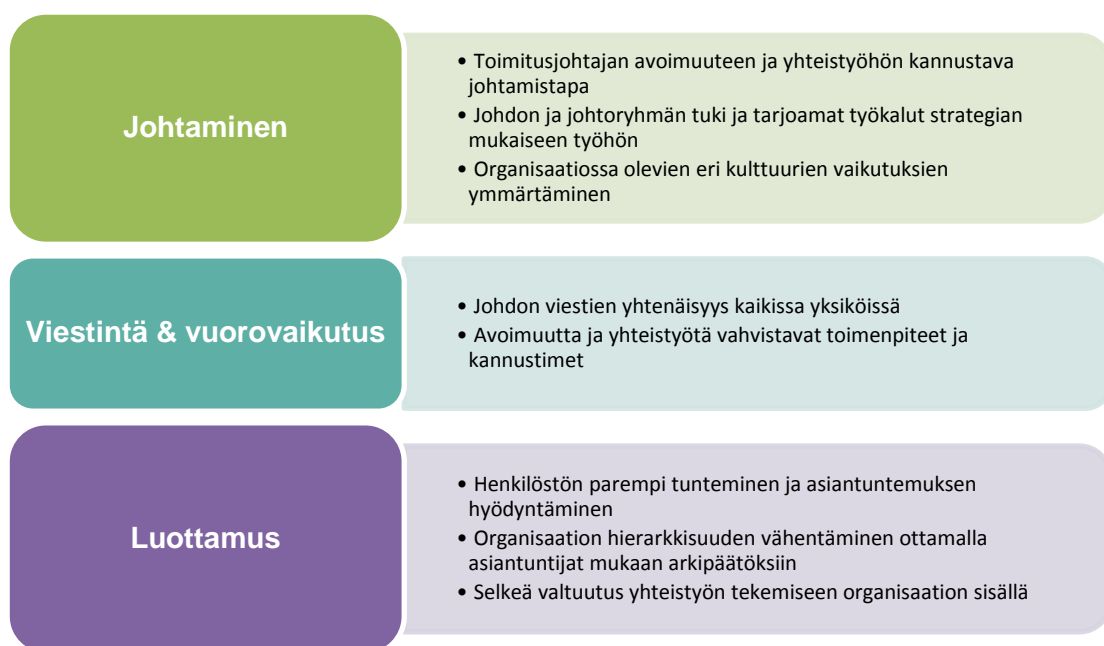 Johtaminen
• Toimitusjohtajan avoimuuteen ja yhteistyöhön kannustava
johtamistapa
• Johdon ja johtoryhmän tuki ja tarjoamat työkalut strategian
mukaiseen työhön
• Organisaatiossa olevien eri kulttuurien vaikutuksien
ymmärtäminen
Viestintä & vuorovaikutus
• Johdon viestien yhtenäisyys kaikissa yksiköissä
• Avoimuutta ja yhteistyötä vahvistavat toimenpiteet ja
kannustimet
Luottamus
• Henkilöstön parempi tunteminen ja asiantuntemuksen
hyödyntäminen
• Organisaation hierarkkisuuden vähentäminen ottamalla
asiantuntijat mukaan arkipäätöksiin
• Selkeä valtuutus yhteistyön tekemiseen organisaation sisällä